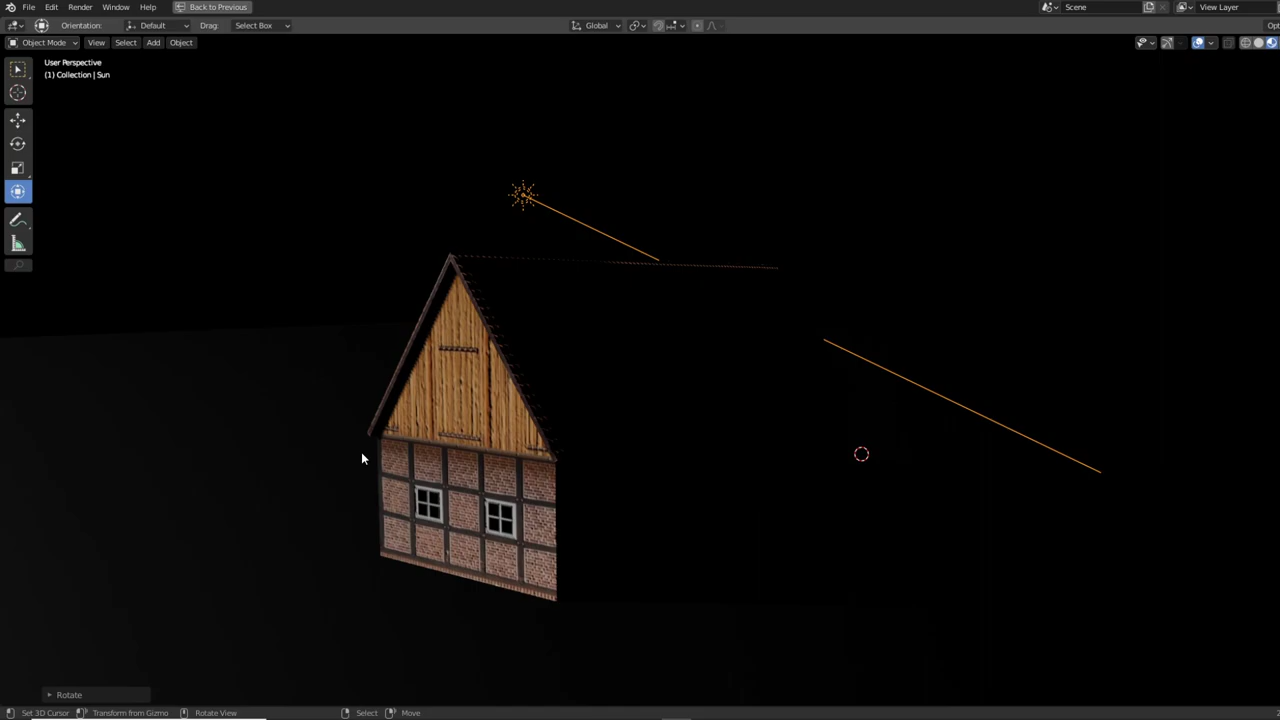 File Edit Render Window Help Back to Previous Scene View Layer
Orientation: Default Drag: Select Box Global
Object Mode View Select Add Object
User Perspective
(1) Collection | Sun
Rotate
Set 3D Cursor Transform from Gizmo Rotate View Select Move